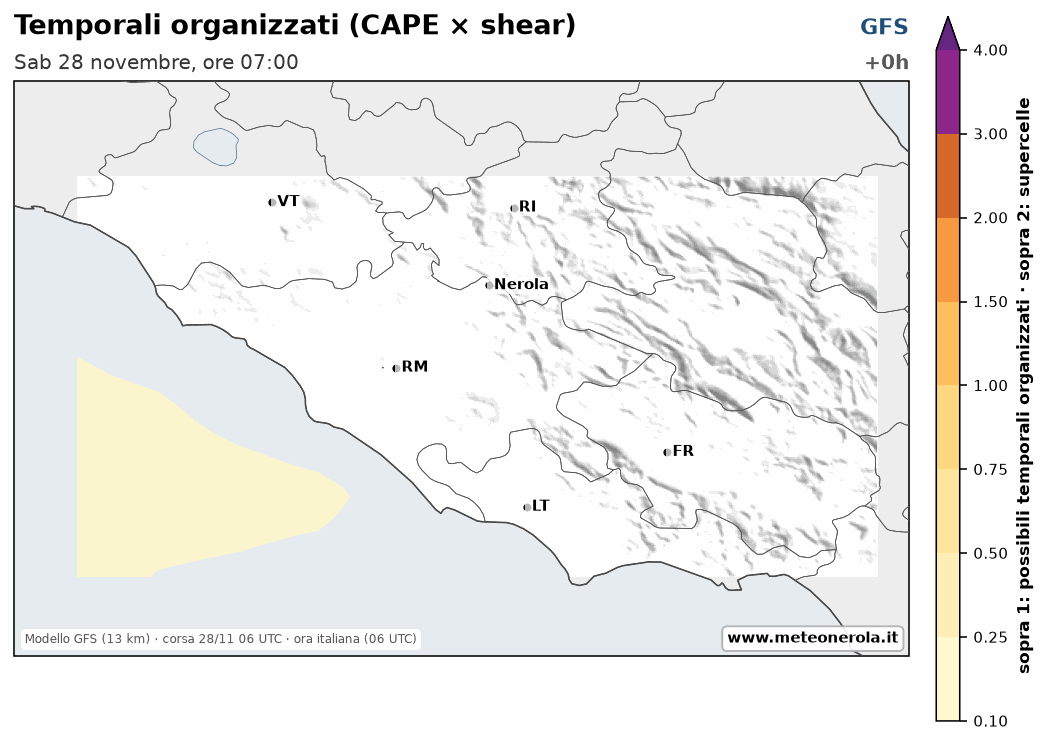 Temporali organizzati (CAPE × shear)
GFS
Sab 28 novembre, ore 07:00
+0h
VT
RI
Nerola
RM
FR
LT
Modello GFS (13 km) · corsa 28/11 06 UTC · ora italiana (06 UTC)
www.meteonerola.it
4.00
3.00
2.00
1.50
1.00
0.75
0.50
0.25
0.10
sopra 1: possibili temporali organizzati · sopra 2: supercelle